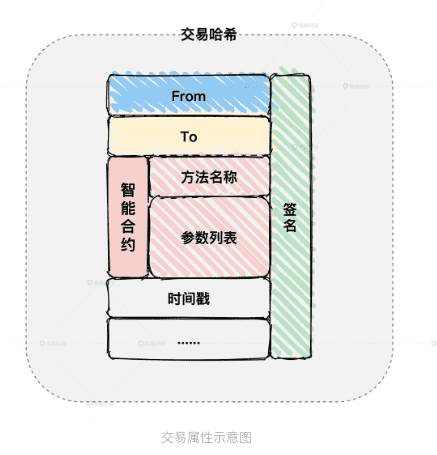 交易哈希
From
To
智能合约
方法名称
参数列表
签名
时间戳
......
交易属性示意图